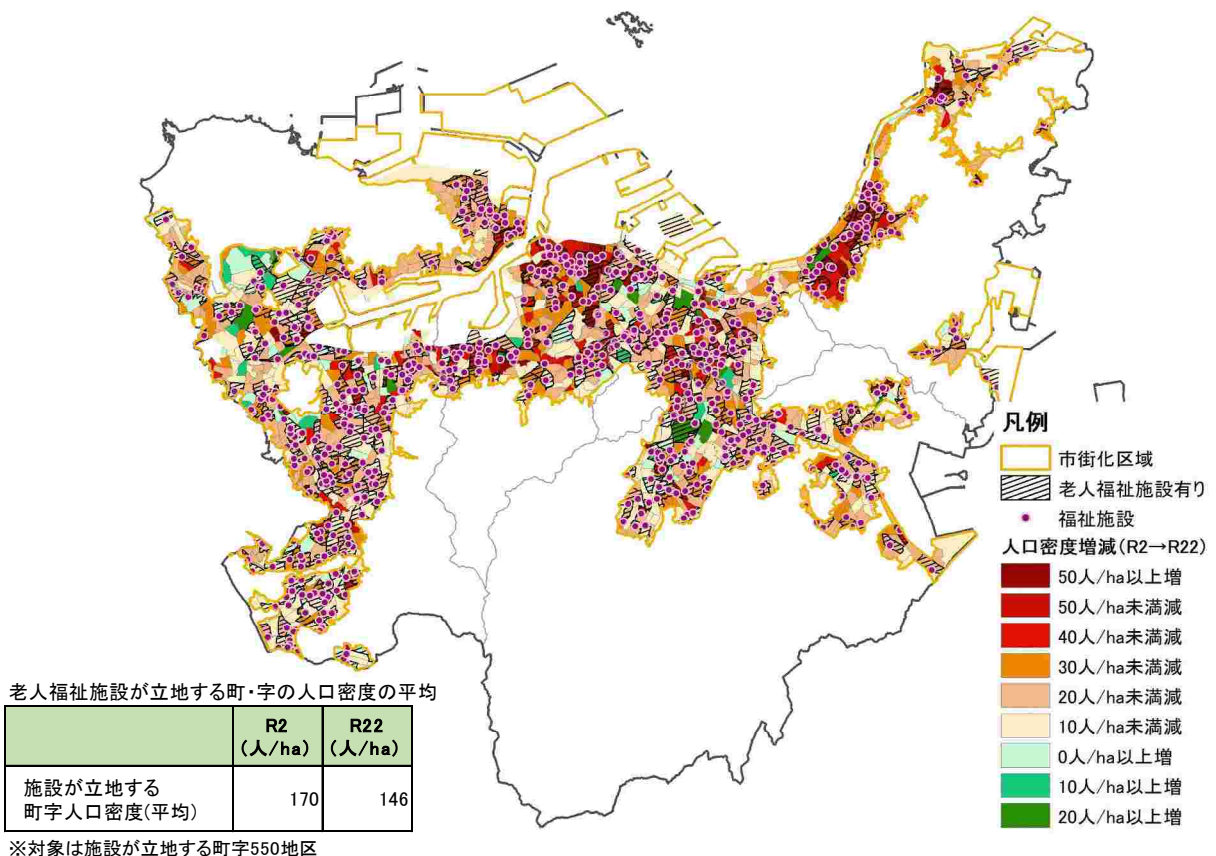 凡例
市街化区域
老人福祉施設有り
福祉施設
人口密度増減(R2→R22)
50人/ha以上増
50人/ha未満減
40人/ha未満減
30人/ha未満減
20人/ha未満減
10人/ha未満減
0人/ha以上増
10人/ha以上増
20人/ha以上増
老人福祉施設が立地する町・字の人口密度の平均
R2 R22
(人/ha) (人/ha)
施設が立地する
町字人口密度(平均) 170 146
※対象は施設が立地する町字550地区